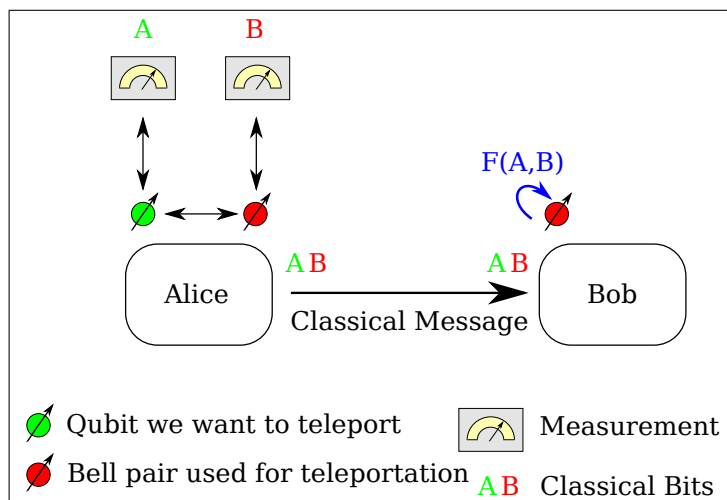 A B
F(A,B)
A B A B
Alice Bob
Classical Message
Qubit we want to teleport Measurement
Bell pair used for teleportation A B Classical Bits